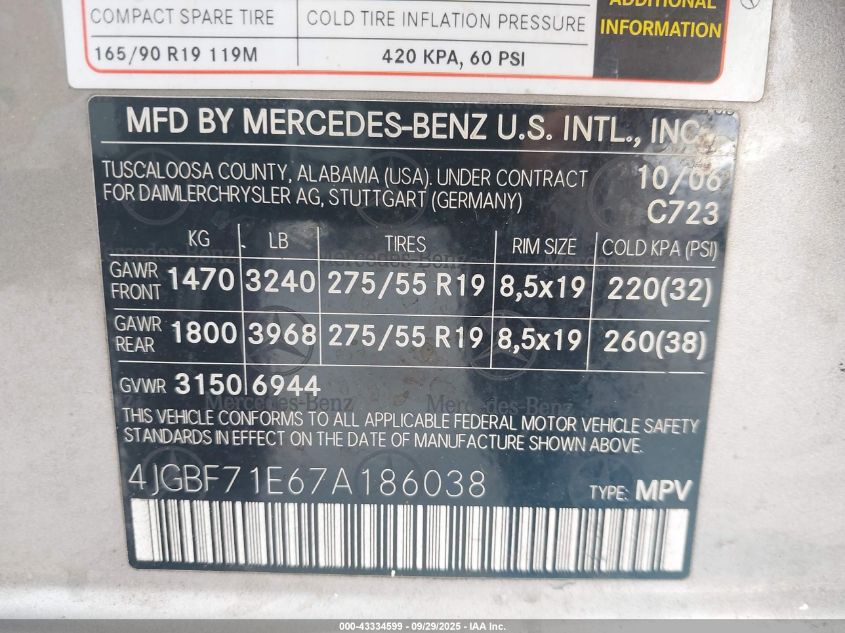 ADDITIONAL
COMPACT SPARE TIRE COLD TIRE INFLATION PRESSURE INFORMATION
165/90 R19 119M 420 KPA, 60 PSI
MFD BY MERCEDES-BENZ U.S. INTL., INC.
TUSCALOOSA COUNTY, ALABAMA (USA). UNDER CONTRACT 10/06
FOR DAIMLERCHRYSLER AG, STUTTGART (GERMANY) C723
KG LB TIRES RIM SIZE COLD KPA (PSI)
GAWR FRONT 1470 3240 275/55 R19 8,5x19 220(32)
GAWR REAR 1800 3968 275/55 R19 8,5x19 260(38)
GVWR 3150 6944
THIS VEHICLE CONFORMS TO ALL APPLICABLE FEDERAL MOTOR VEHICLE SAFETY
STANDARDS IN EFFECT ON THE DATE OF MANUFACTURE SHOWN ABOVE.
4JGBF71E67A186038 TYPE: MPV
000-43334599 • 09/29/2025 • IAA Inc.